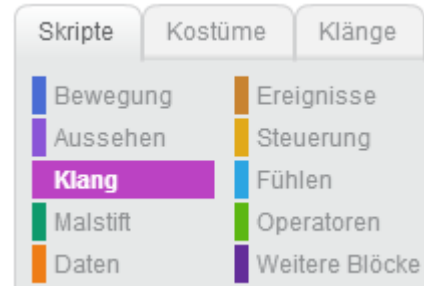 Skripte Kostüme Klänge
Bewegung Ereignisse
Aussehen Steuerung
Klang Fühlen
Malstift Operatoren
Daten Weitere Blöcke